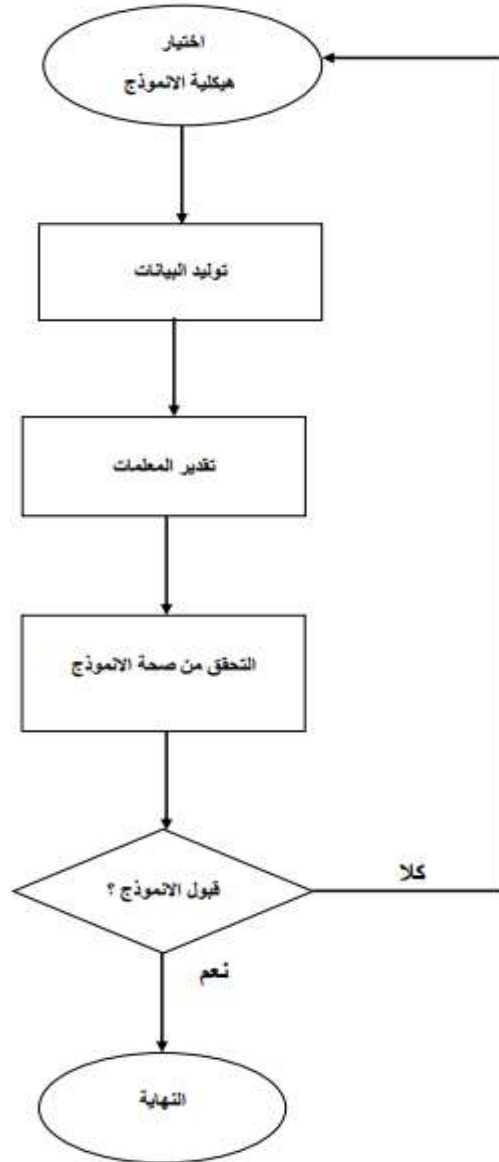 اختيار
هيكلية الانموذج
توليد البيانات
تقدير المعلمات
التحقق من صحة الانموذج
قبول الانموذج ؟
كلا
نعم
النهاية